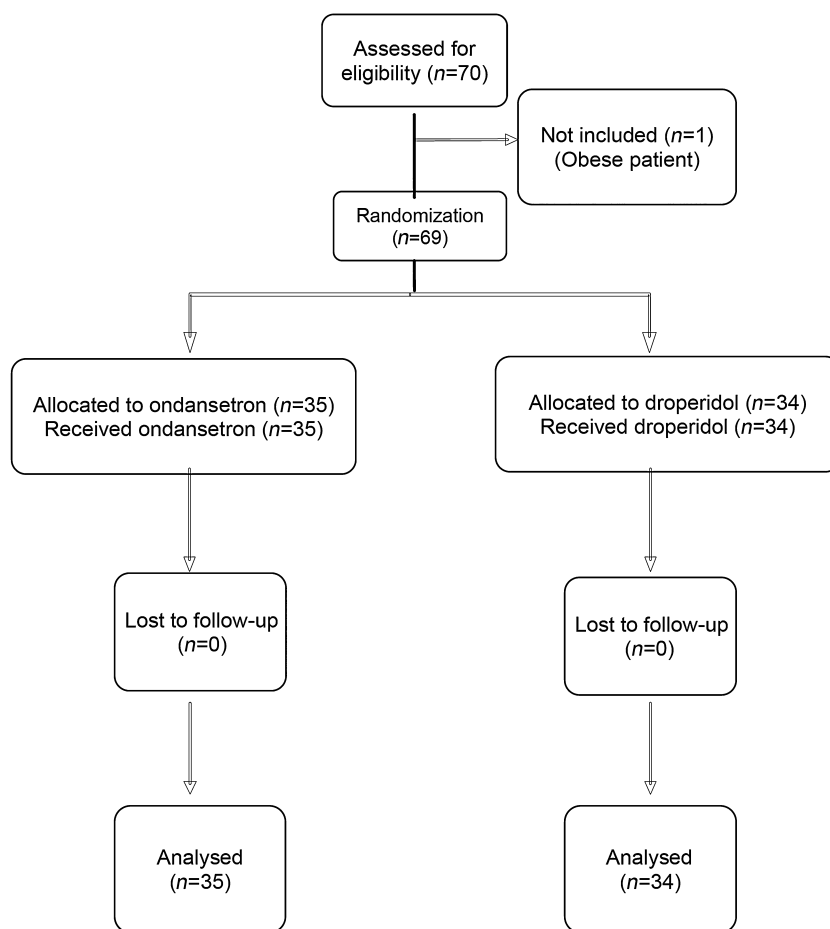 Assessed for
eligibility (n=70)
Not included (n=1)
(Obese patient)
Randomization
(n=69)
Allocated to ondansetron (n=35)
Received ondansetron (n=35)
Allocated to droperidol (n=34)
Received droperidol (n=34)
Lost to follow-up
(n=0)
Lost to follow-up
(n=0)
Analysed
(n=35)
Analysed
(n=34)